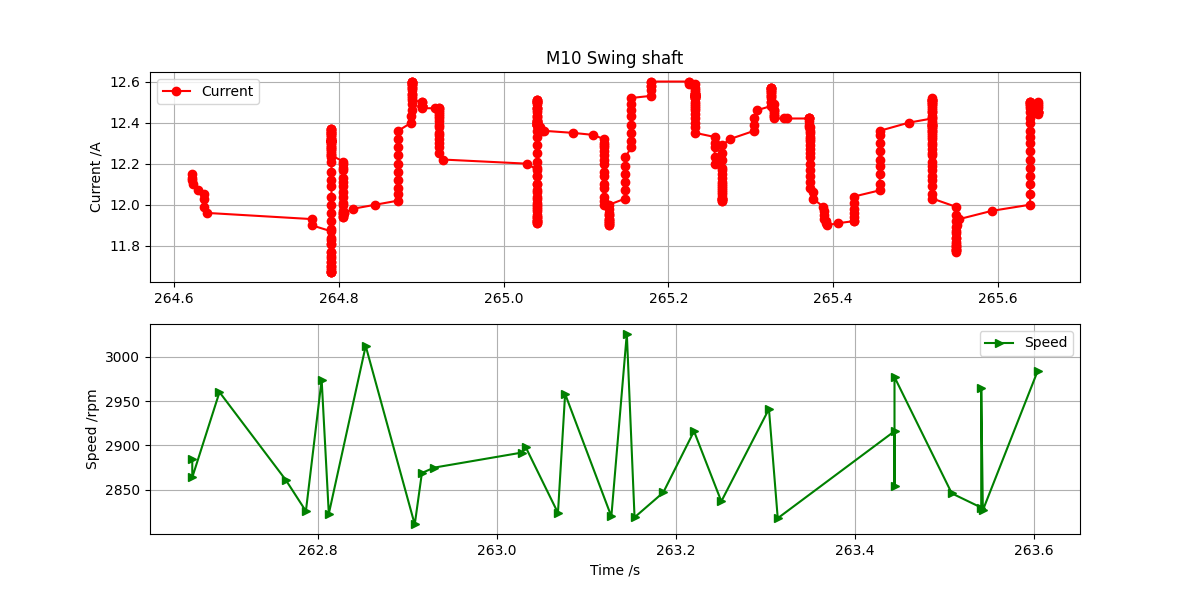 M10 Swing shaft
Current
Current /A
12.6
12.4
12.2
12.0
11.8
264.6 264.8 265.0 265.2 265.4 265.6
Speed
Speed /rpm
3000
2950
2900
2850
262.8 263.0 263.2 263.4 263.6
Time /s